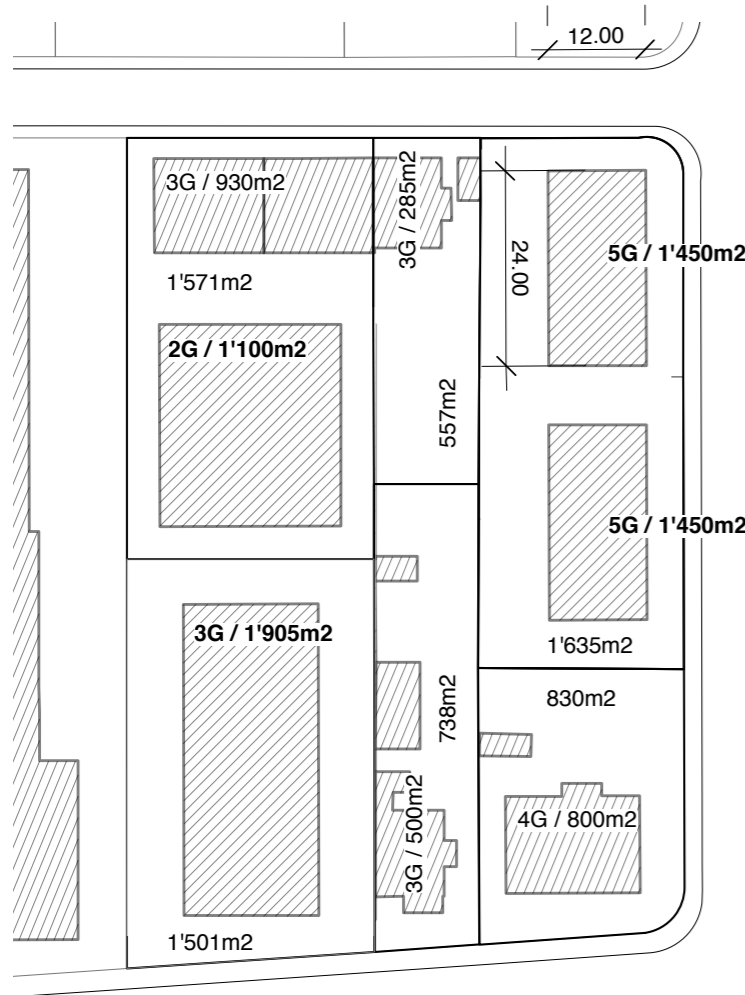 12.00
3G / 930m2
3G / 285m2
1'571m2
24.00
5G / 1'450m2
2G / 1'100m2
557m2
5G / 1'450m2
3G / 1'905m2
1'635m2
738m2
830m2
3G / 500m2
4G / 800m2
1'501m2